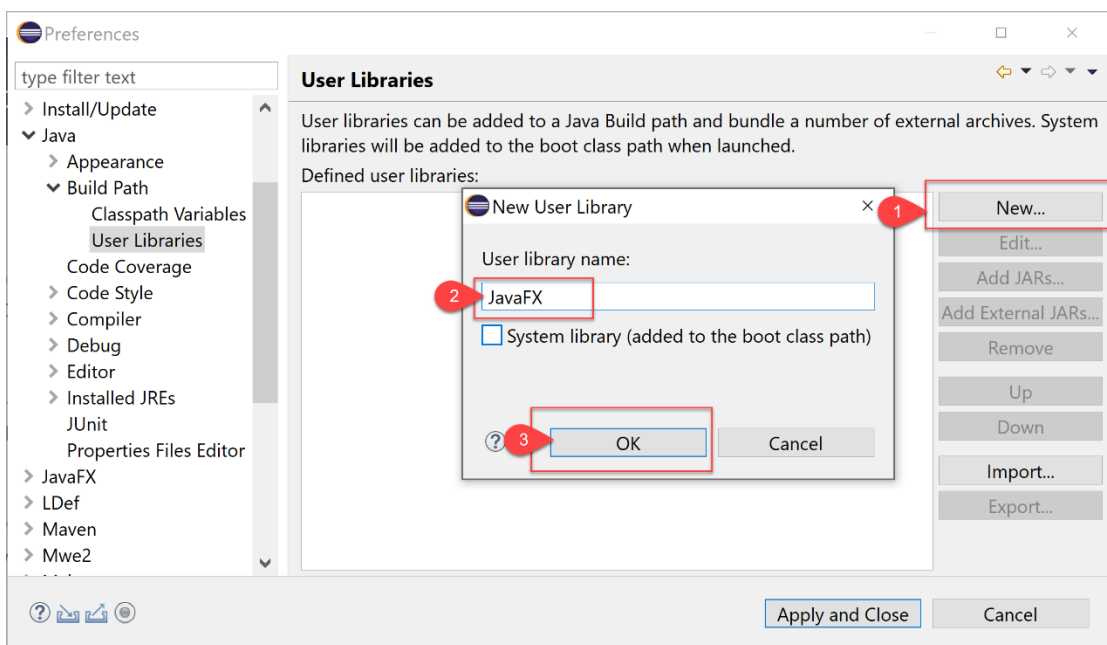 Preferences
type filter text
Install/Update
Java
Appearance
Build Path
Classpath Variables
User Libraries
Code Coverage
Code Style
Compiler
Debug
Editor
Installed JREs
JUnit
Properties Files Editor
JavaFX
LDef
Maven
Mwe2
User Libraries
User libraries can be added to a Java Build path and bundle a number of external archives. System
libraries will be added to the boot class path when launched.
Defined user libraries:
New User Library
User library name:
2
JavaFX
System library (added to the boot class path)
?
3
OK
Cancel
1
New...
Edit...
Add JARs...
Add External JARs...
Remove
Up
Down
Import...
Export...
?
Apply and Close
Cancel